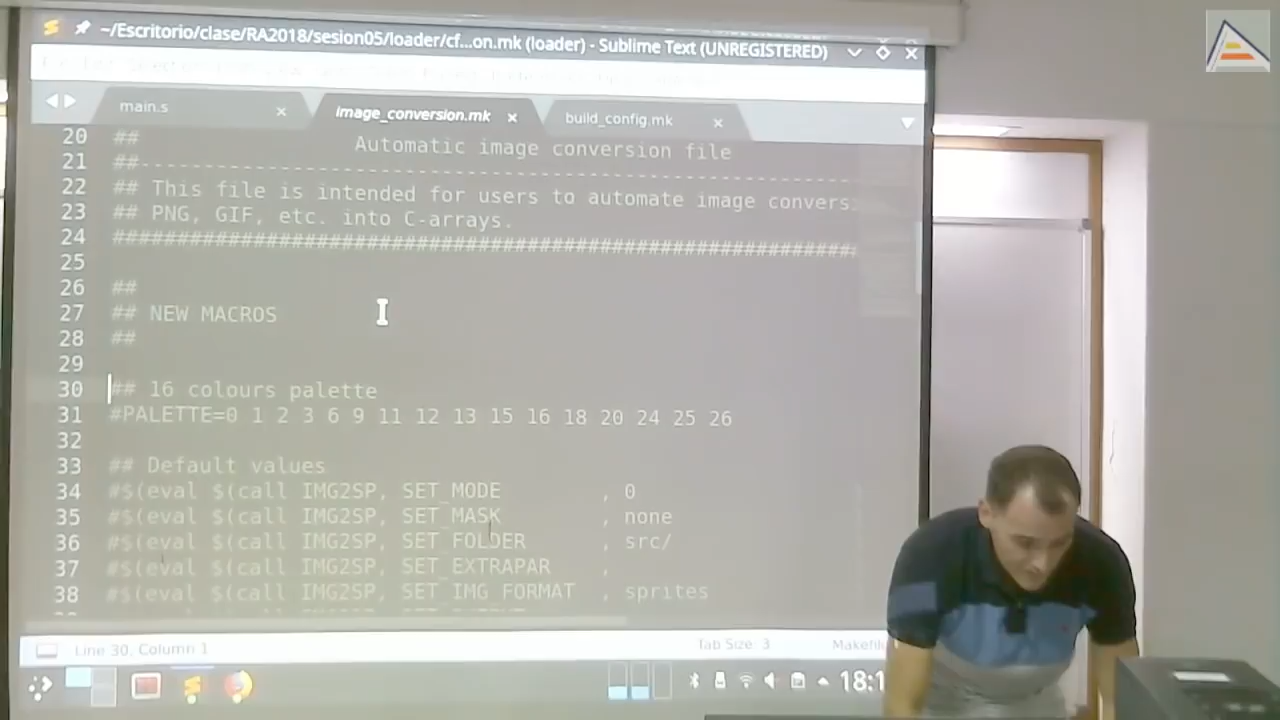 ~/Escritorio/clase/RA2018/sesion05/loader/cf...on.mk (loader) - Sublime Text (UNREGISTERED)
main.s
image_conversion.mk
build_config.mk
20 ## Automatic image conversion file
21 ##------------------------------------------------------------
22 ## This file is intended for users to automate image convers
23 ## PNG, GIF, etc. into C-arrays.
24 ############################################################
25
26 ##
27 ## NEW MACROS
28 ##
29
30 ## 16 colours palette
31 #PALETTE=0 1 2 3 6 9 11 12 13 15 16 18 20 24 25 26
32
33 ## Default values
34 #$(eval $(call IMG2SP, SET_MODE , 0
35 #$(eval $(call IMG2SP, SET_MASK , none
36 #$(eval $(call IMG2SP, SET_FOLDER , src/
37 #$(eval $(call IMG2SP, SET_EXTRAPAR ,
38 #$(eval $(call IMG2SP, SET_IMG_FORMAT , sprites
Line 30, Column 1
Tab Size: 3
18:1